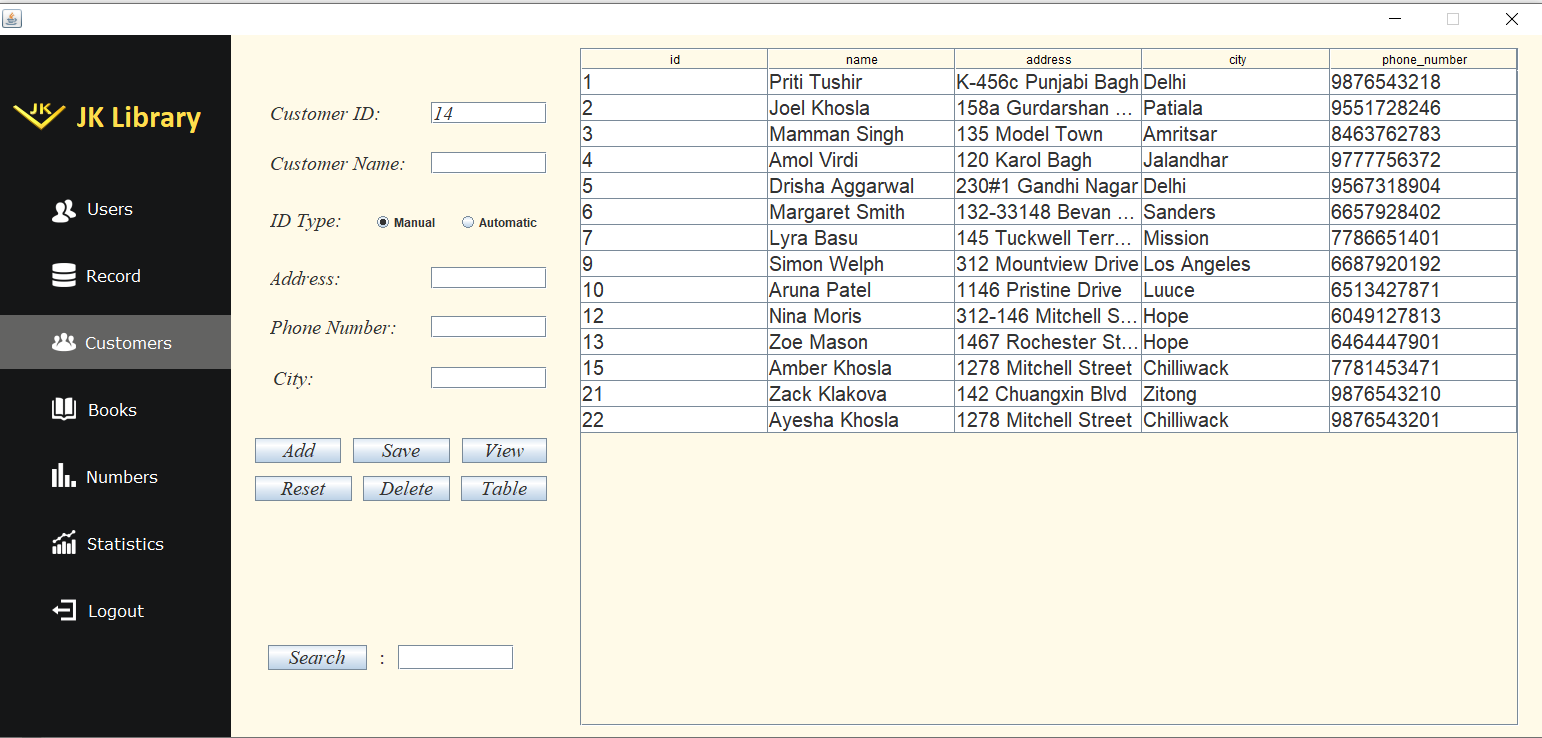 JK
JK Library
Users
Record
Customers
Books
Numbers
Statistics
Logout
Customer ID: 14
Customer Name:
ID Type: Manual Automatic
Address:
Phone Number:
City:
Add Save View
Reset Delete Table
Search :
id name address city phone_number
1 Priti Tushir K-456c Punjabi Bagh Delhi 9876543218
2 Joel Khosla 158a Gurdarshan ... Patiala 9551728246
3 Mamman Singh 135 Model Town Amritsar 8463762783
4 Amol Virdi 120 Karol Bagh Jalandhar 9777756372
5 Drisha Aggarwal 230#1 Gandhi Nagar Delhi 9567318904
6 Margaret Smith 132-33148 Bevan ... Sanders 6657928402
7 Lyra Basu 145 Tuckwell Terr... Mission 7786651401
9 Simon Welph 312 Mountview Drive Los Angeles 6687920192
10 Aruna Patel 1146 Pristine Drive Luuce 6513427871
12 Nina Moris 312-146 Mitchell S... Hope 6049127813
13 Zoe Mason 1467 Rochester St... Hope 6464447901
15 Amber Khosla 1278 Mitchell Street Chilliwack 7781453471
21 Zack Klakova 142 Chuangxin Blvd Zitong 9876543210
22 Ayesha Khosla 1278 Mitchell Street Chilliwack 9876543201